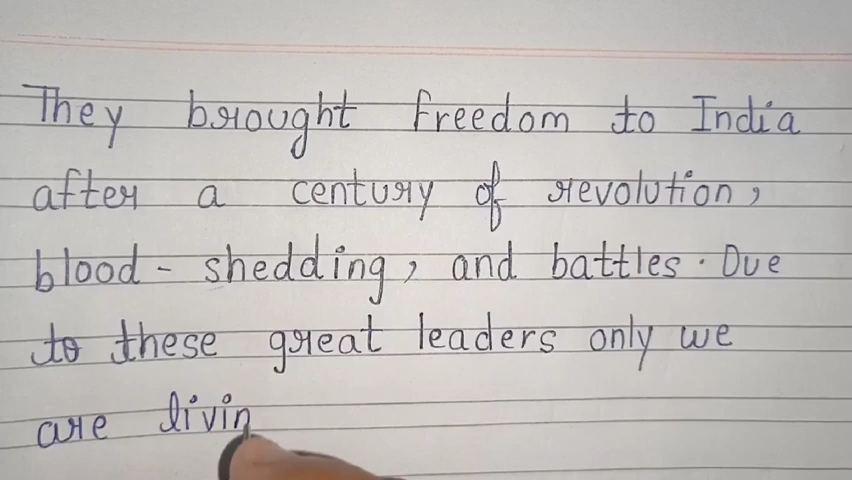 They brought freedom to India
after a century of revolution,
blood - shedding, and battles. Due
to these great leaders only we
are livin